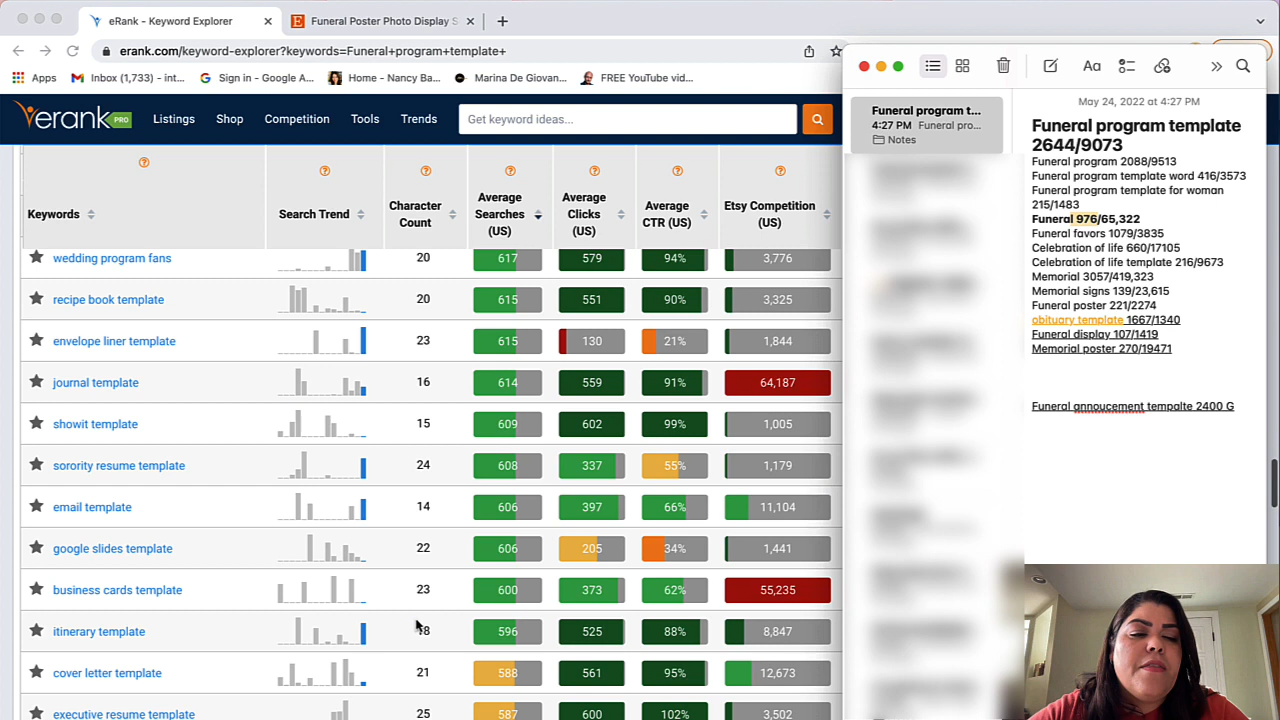 eRank - Keyword Explorer
Funeral Poster Photo Display S
erank.com/keyword-explorer?keywords=Funeral+program+template+
Apps
Inbox (1,733) - int...
Sign in - Google A...
Home - Nancy Ba...
Marina De Giovan...
FREE YouTube vid...
erank PRO
Listings
Shop
Competition
Tools
Trends
Get keyword ideas...
Keywords
Search Trend
Character Count
Average Searches (US)
Average Clicks (US)
Average CTR (US)
Etsy Competition (US)
wedding program fans 20 617 579 94% 3,776
recipe book template 20 615 551 90% 3,325
envelope liner template 23 615 130 21% 1,844
journal template 16 614 559 91% 64,187
showit template 15 609 602 99% 1,005
sorority resume template 24 608 337 55% 1,179
email template 14 606 397 66% 11,104
google slides template 22 606 205 34% 1,441
business cards template 23 600 373 62% 55,235
itinerary template 18 596 525 88% 8,847
cover letter template 21 588 561 95% 12,673
executive resume template 25 587 600 102% 3,502
Aa
Funeral program t...
4:27 PM Funeral pro...
Notes
May 24, 2022 at 4:27 PM
Funeral program template
2644/9073
Funeral program 2088/9513
Funeral program template word 416/3573
Funeral program template for woman
215/1483
Funeral 976/65,322
Funeral favors 1079/3835
Celebration of life 660/17105
Celebration of life template 216/9673
Memorial 3057/419,323
Memorial signs 139/23,615
Funeral poster 221/2274
obituary template 1667/1340
Funeral display 107/1419
Memorial poster 270/19471
Funeral annoucement tempalte 2400 G